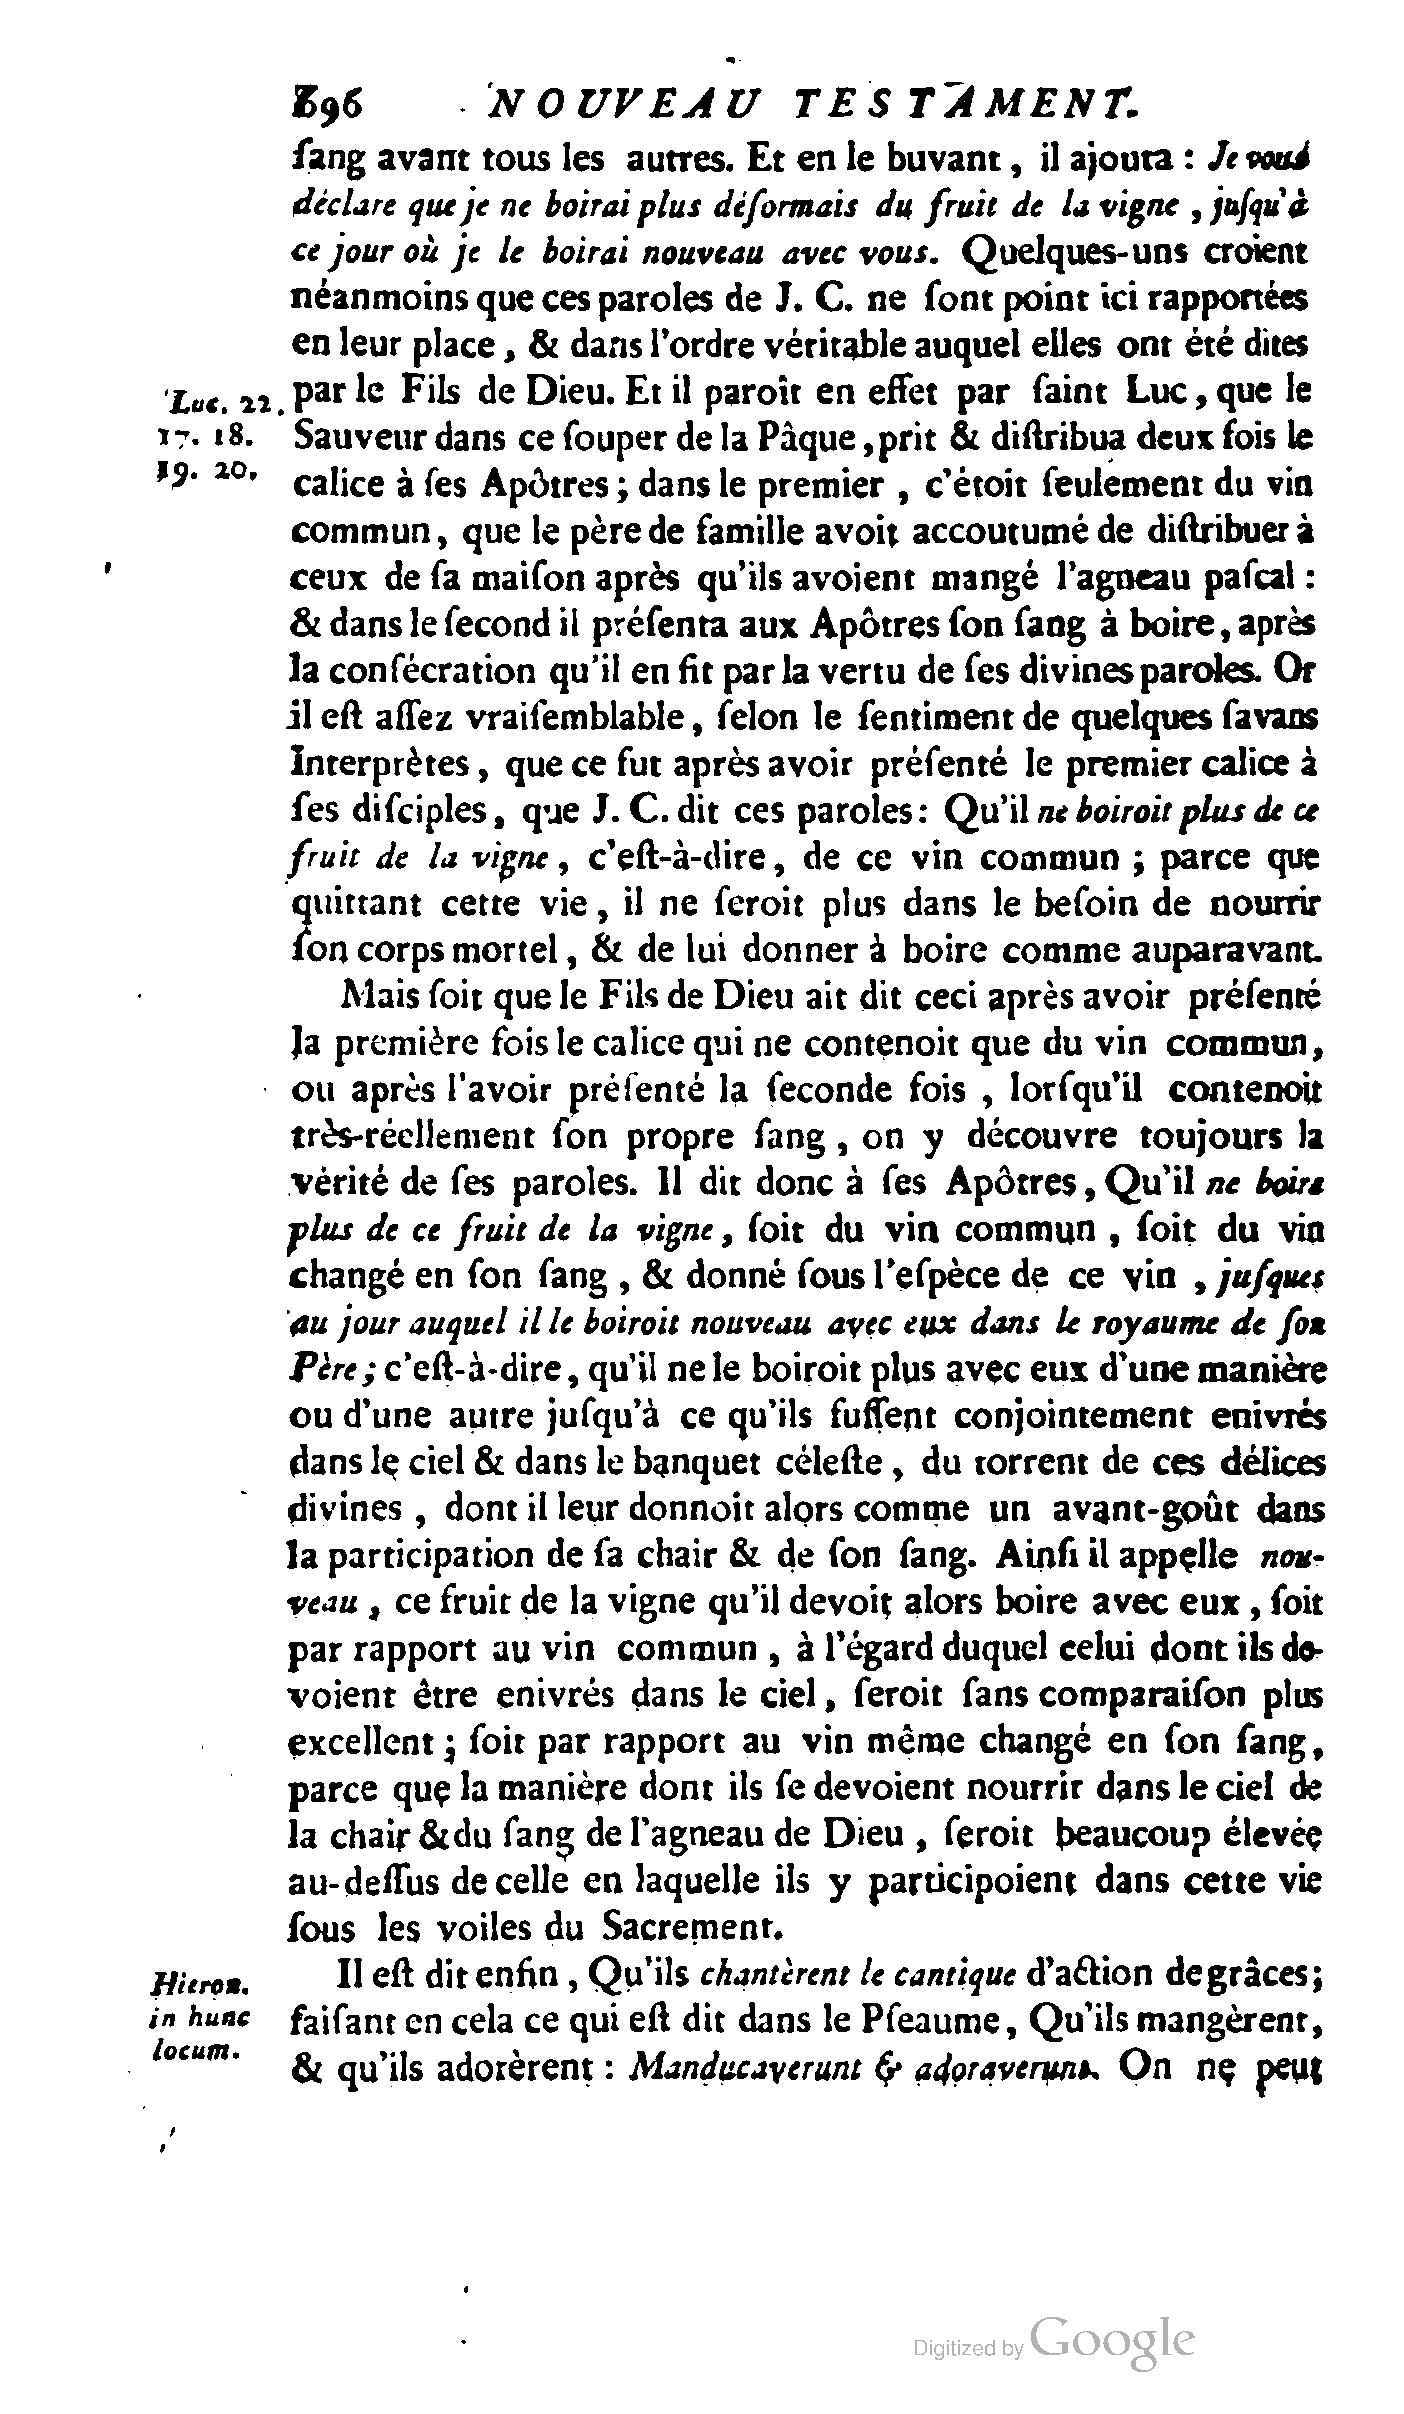 696 NOUVEAU TESTAMENT.
ſang avant tous les autres. Et en le buvant, il ajouta : Je vous
déclare que je ne boirai plus déſormais du fruit de la vigne, juſqu'à
ce jour où je le boirai nouveau avec vous. Quelques-uns croient
néanmoins que ces paroles de J. C. ne ſont point ici rapportées
en leur place, & dans l'ordre véritable auquel elles ont été dites
Luc. 22. par le Fils de Dieu. Et il paroît en effet par ſaint Luc, que le
17. 18. Sauveur dans ce ſouper de la Pâque, prit & diſtribua deux fois le
19. 20. calice à ſes Apôtres; dans le premier, c'étoit ſeulement du vin
commun, que le père de famille avoit accoutumé de diſtribuer à
ceux de ſa maiſon après qu'ils avoient mangé l'agneau paſcal :
& dans le ſecond il préſenta aux Apôtres ſon ſang à boire, après
la conſécration qu'il en fit par la vertu de ſes divines paroles. Or
il eſt aſſez vraiſemblable, ſelon le ſentiment de quelques ſavans
Interprètes, que ce fut après avoir préſenté le premier calice à
ſes diſciples, que J. C. dit ces paroles: Qu'il ne boiroit plus de ce
fruit de la vigne, c'eſt-à-dire, de ce vin commun ; parce que
quittant cette vie, il ne ſeroit plus dans le beſoin de nourrir
ſon corps mortel, & de lui donner à boire comme auparavant.
Mais ſoit que le Fils de Dieu ait dit ceci après avoir préſenté
la première fois le calice qui ne contenoit que du vin commun,
ou après l'avoir préſenté la ſeconde fois, lorſqu'il contenoit
très-réellement ſon propre ſang, on y découvre toujours la
vérité de ſes paroles. Il dit donc à ſes Apôtres, Qu'il ne boira
plus de ce fruit de la vigne, ſoit du vin commun, ſoit du vin
changé en ſon ſang, & donné ſous l'eſpèce de ce vin, juſques
au jour auquel il le boiroit nouveau avec eux dans le royaume de ſon
Père; c'eſt-à-dire, qu'il ne le boiroit plus avec eux d'une manière
ou d'une autre juſqu'à ce qu'ils fuſſent conjointement enivrés
dans le ciel & dans le banquet céleſte, du torrent de ces délices
divines, dont il leur donnoit alors comme un avant-goût dans
la participation de ſa chair & de ſon ſang. Ainſi il appelle nou-
veau, ce fruit de la vigne qu'il devoit alors boire avec eux, ſoit
par rapport au vin commun, à l'égard duquel celui dont ils de-
voient être enivrés dans le ciel, ſeroit ſans comparaiſon plus
excellent; ſoit par rapport au vin même changé en ſon ſang,
parce que la manière dont ils ſe devoient nourrir dans le ciel de
la chair & du ſang de l'agneau de Dieu, ſeroit beaucoup élevée
au-deſſus de celle en laquelle ils y participoient dans cette vie
ſous les voiles du Sacrement.
Hieron. Il eſt dit enfin, Qu'ils chantèrent le cantique d'action de grâces;
in hunc faiſant en cela ce qui eſt dit dans le Pſeaume, Qu'ils mangèrent,
locum. & qu'ils adorèrent : Manducaverunt & adoraverunt. On ne peut
Digitized by Google